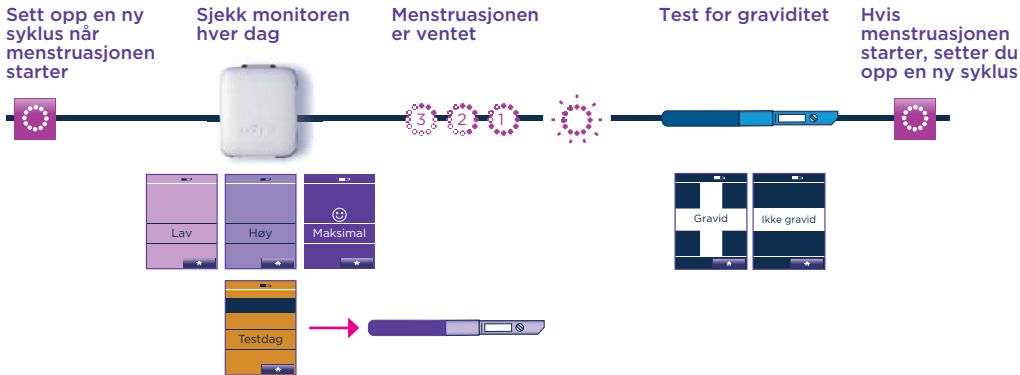 Sett opp en ny
syklus når
menstruasjonen
starter
Sjekk monitoren
hver dag
Menstruasjonen
er ventet
Test for graviditet
Hvis
menstruasjonen
starter, setter du
opp en ny syklus
3
2
1
Lav
Høy
Maksimal
Gravid
Ikke gravid
Testdag